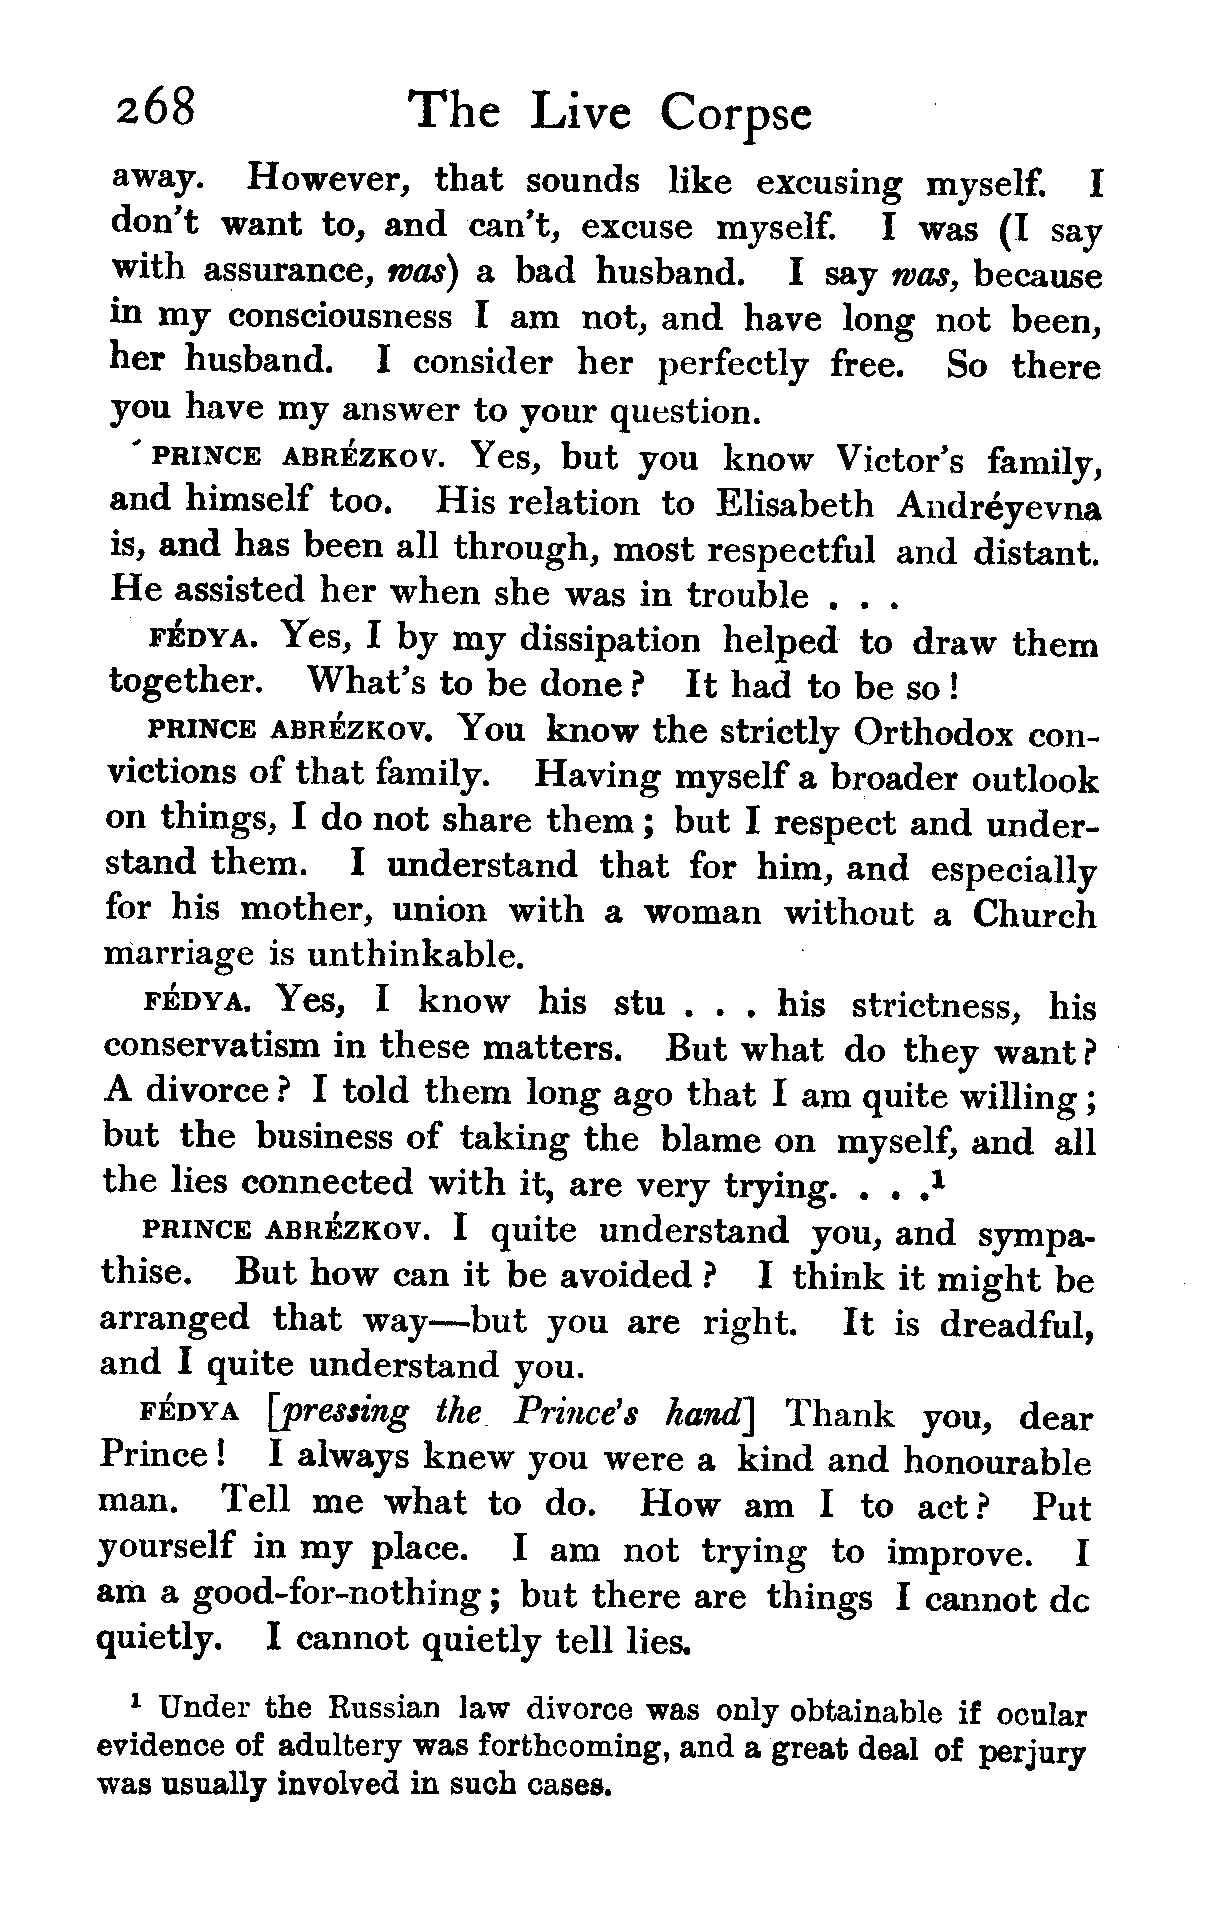 268 The Live Corpse
away. However, that sounds like excusing myself. I
don't want to, and can't, excuse myself. I was (I say
with assurance, was) a bad husband. I say was, because
in my consciousness I am not, and have long not been,
her husband. I consider her perfectly free. So there
you have my answer to your question.
PRINCE ABRÉZKOV. Yes, but you know Victor's family,
and himself too. His relation to Elisabeth Andréyevna
is, and has been all through, most respectful and distant.
He assisted her when she was in trouble . . .
FÉDYA. Yes, I by my dissipation helped to draw them
together. What's to be done? It had to be so!
PRINCE ABRÉZKOV. You know the strictly Orthodox con-
victions of that family. Having myself a broader outlook
on things, I do not share them; but I respect and under-
stand them. I understand that for him, and especially
for his mother, union with a woman without a Church
marriage is unthinkable.
FÉDYA. Yes, I know his stu . . . his strictness, his
conservatism in these matters. But what do they want?
A divorce? I told them long ago that I am quite willing;
but the business of taking the blame on myself, and all
the lies connected with it, are very trying. . . .¹
PRINCE ABRÉZKOV. I quite understand you, and sympa-
thise. But how can it be avoided? I think it might be
arranged that way—but you are right. It is dreadful,
and I quite understand you.
FÉDYA [pressing the Prince's hand] Thank you, dear
Prince! I always knew you were a kind and honourable
man. Tell me what to do. How am I to act? Put
yourself in my place. I am not trying to improve. I
am a good-for-nothing; but there are things I cannot dc
quietly. I cannot quietly tell lies.
¹ Under the Russian law divorce was only obtainable if ocular
evidence of adultery was forthcoming, and a great deal of perjury
was usually involved in such cases.